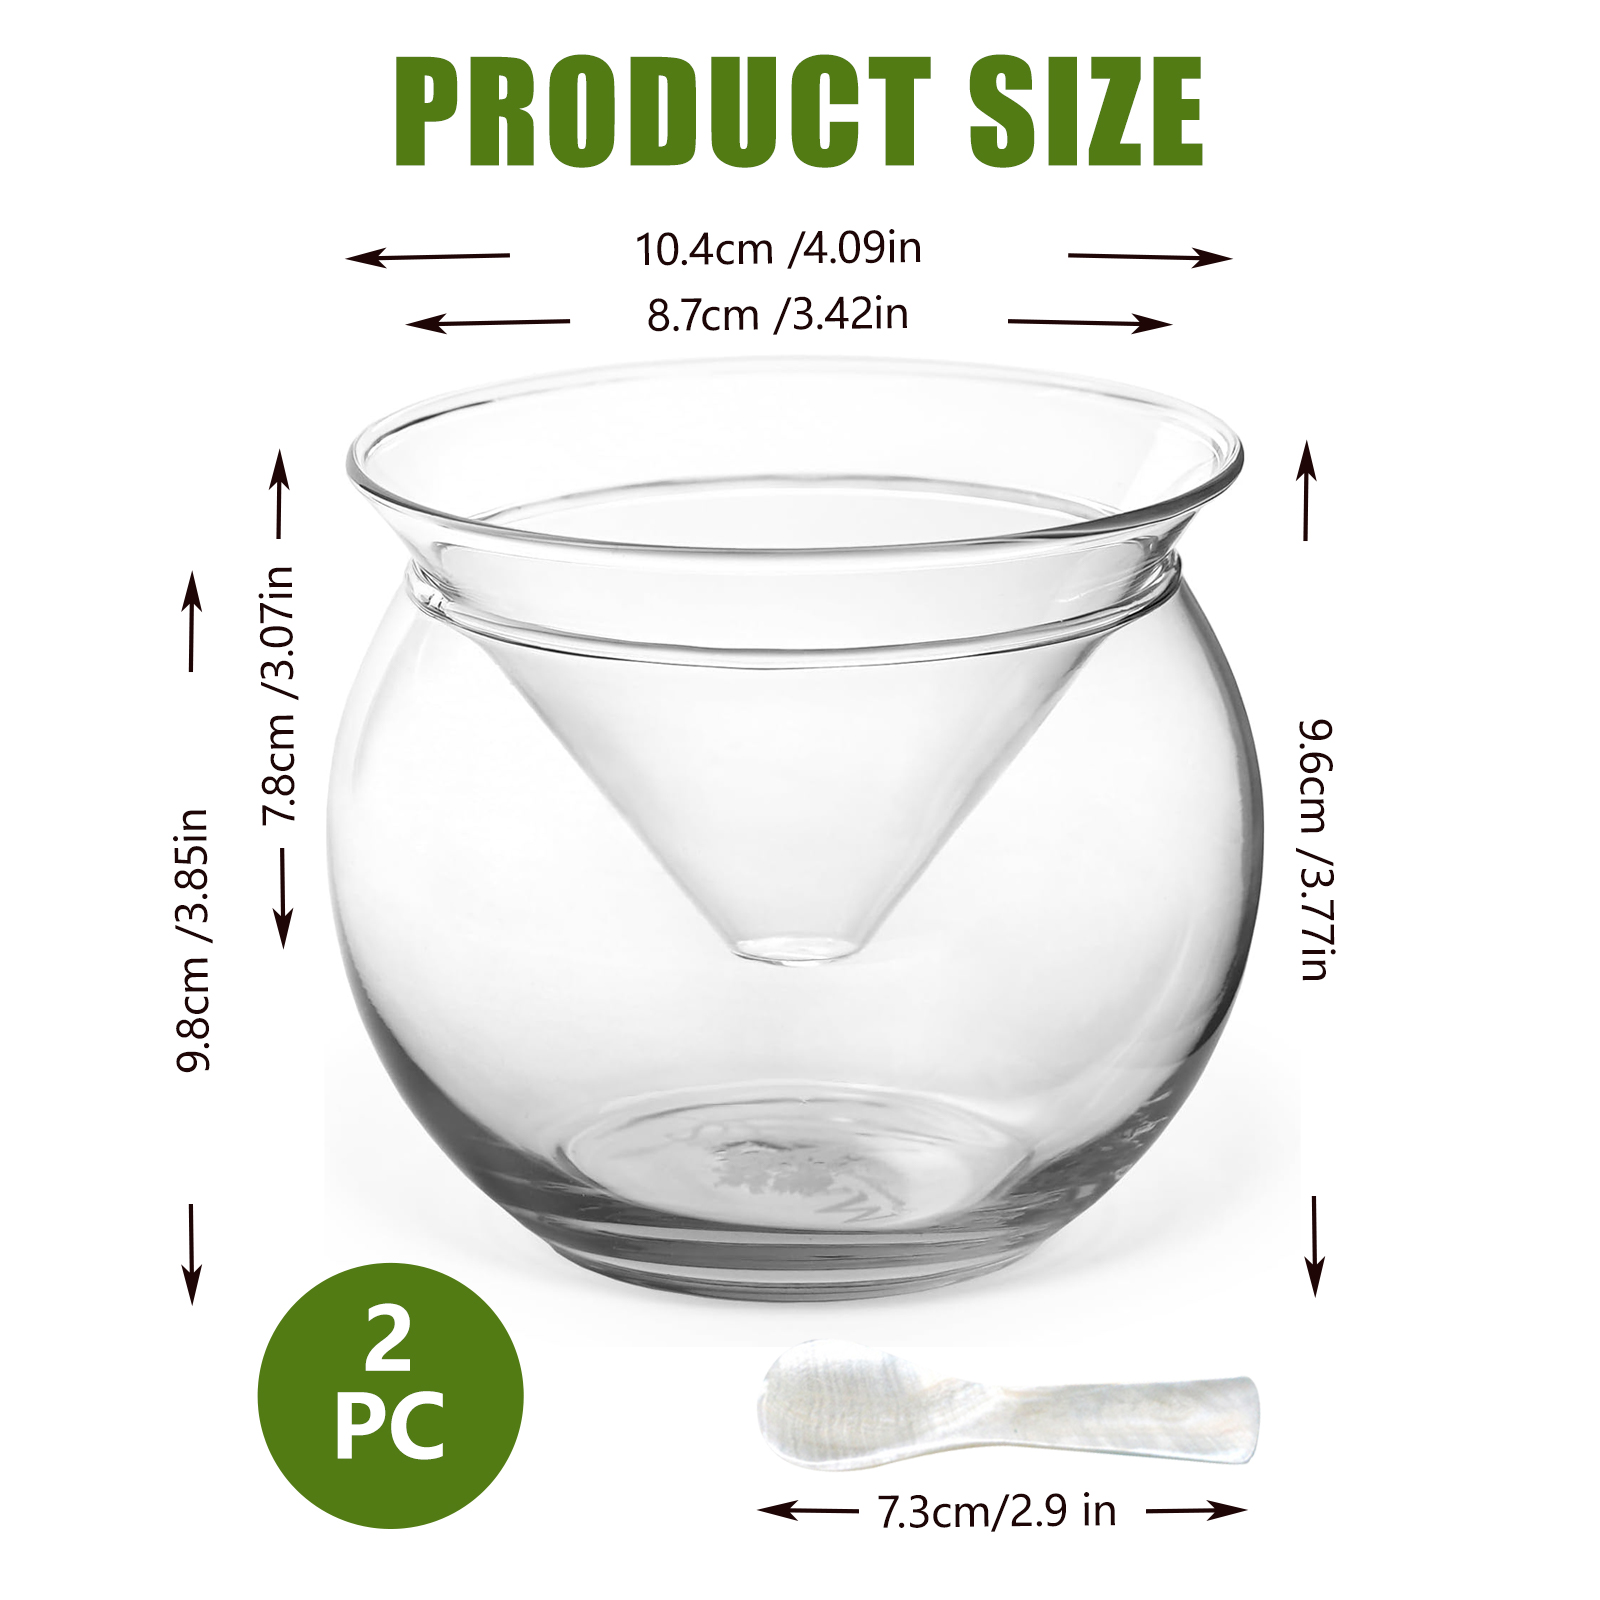 PRODUCT SIZE
10.4cm /4.09in
8.7cm /3.42in
7.8cm /3.07in
9.8cm /3.85in
9.6cm /3.77in
2
PC
7.3cm/2.9 in